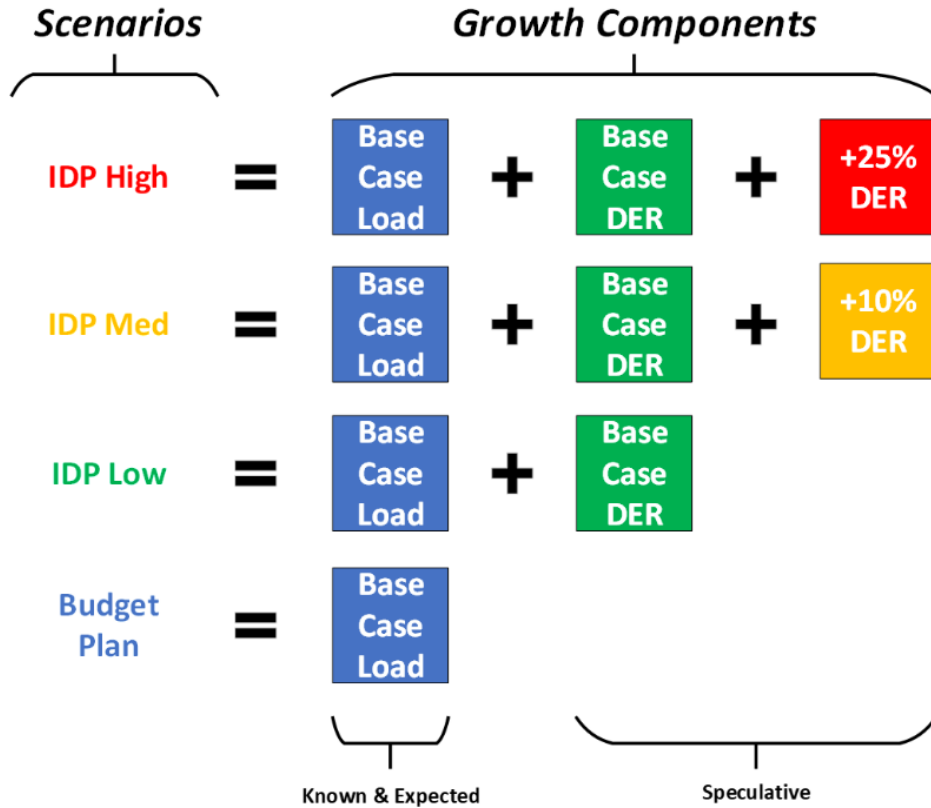 Scenarios
Growth Components
IDP High
=
Base
Case
Load
+
Base
Case
DER
+
+25%
DER
IDP Med
=
Base
Case
Load
+
Base
Case
DER
+
+10%
DER
IDP Low
=
Base
Case
Load
+
Base
Case
DER
Budget
Plan
=
Base
Case
Load
Known & Expected
Speculative